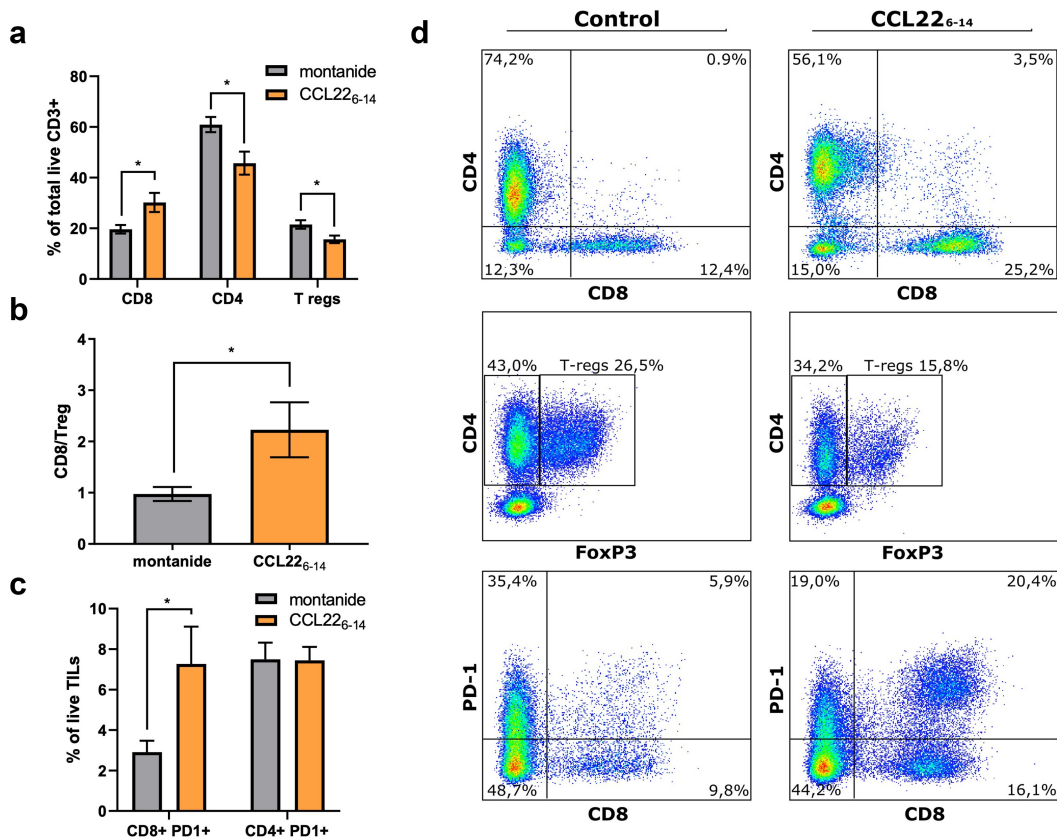 a
montanide
CCL22₆₋₁₄
% of total live CD3+
80
60
40
20
0
*
*
*
CD8
CD4
T regs
b
CD8/Treg
4
3
2
1
0
*
montanide
CCL22₆₋₁₄
c
montanide
CCL22₆₋₁₄
% of live TILs
10
8
6
4
2
0
*
CD8+ PD1+
CD4+ PD1+
d
Control
CCL22₆₋₁₄
74,2%
0.9%
CD4
12,3%
12,4%
CD8
56,1%
3,5%
CD4
15,0%
25,2%
CD8
43,0%
T-regs 26,5%
CD4
FoxP3
34,2%
T-regs 15,8%
CD4
FoxP3
35,4%
5,9%
PD-1
48,7%
9,8%
CD8
19,0%
20,4%
PD-1
44,2%
16,1%
CD8